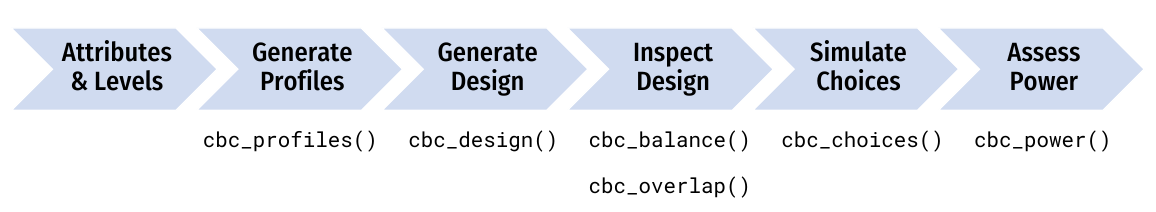 Attributes
& Levels
Generate
Profiles
Generate
Design
Inspect
Design
Simulate
Choices
Assess
Power
cbc_profiles()
cbc_design()
cbc_balance()
cbc_choices()
cbc_power()
cbc_overlap()